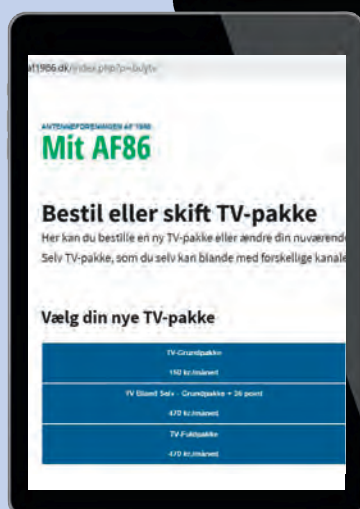 af1986.dk/index.php?p=buytv
ANTENNEFORENINGEN AF 1986
Mit AF86
Bestil eller skift TV-pakke
Her kan du bestille en ny TV-pakke eller ændre din nuværend
Selv TV-pakke, som du selv kan blande med forskellige kanale
Vælg din nye TV-pakke
TV-Grundpakke
160 kr./måned
TV Bland Selv - Grundpakke + 36 point
470 kr./måned
TV-Fuldpakke
470 kr./måned